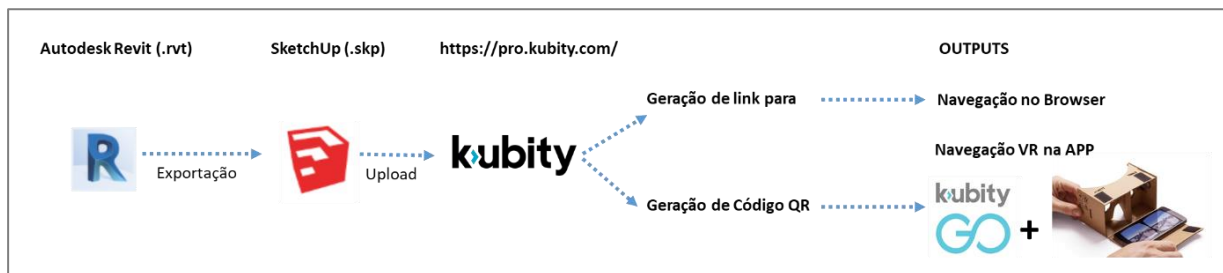 Autodesk Revit (.rvt)
SketchUp (.skp)
https://pro.kubity.com/
OUTPUTS
Geração de link para
Navegação no Browser
Navegação VR na APP
R
Exportação
Upload
kubity
Geração de Código QR
kubity
GO
+